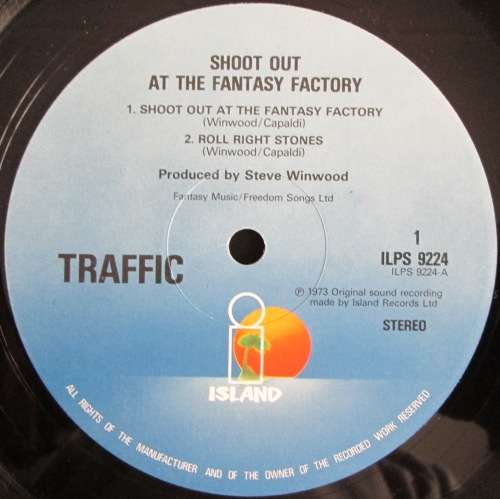 SHOOT OUT
AT THE FANTASY FACTORY
1. SHOOT OUT AT THE FANTASY FACTORY
(Winwood/Capaldi)
2. ROLL RIGHT STONES
(Winwood/Capaldi)
Produced by Steve Winwood
Fantasy Music/Freedom Songs Ltd
TRAFFIC
1
ILPS 9224
ILPS 9224-A
℗ 1973 Original sound recording
made by Island Records Ltd
STEREO
i
ISLAND
ALL RIGHTS OF THE MANUFACTURER AND OF THE OWNER OF THE RECORDED WORK RESERVED